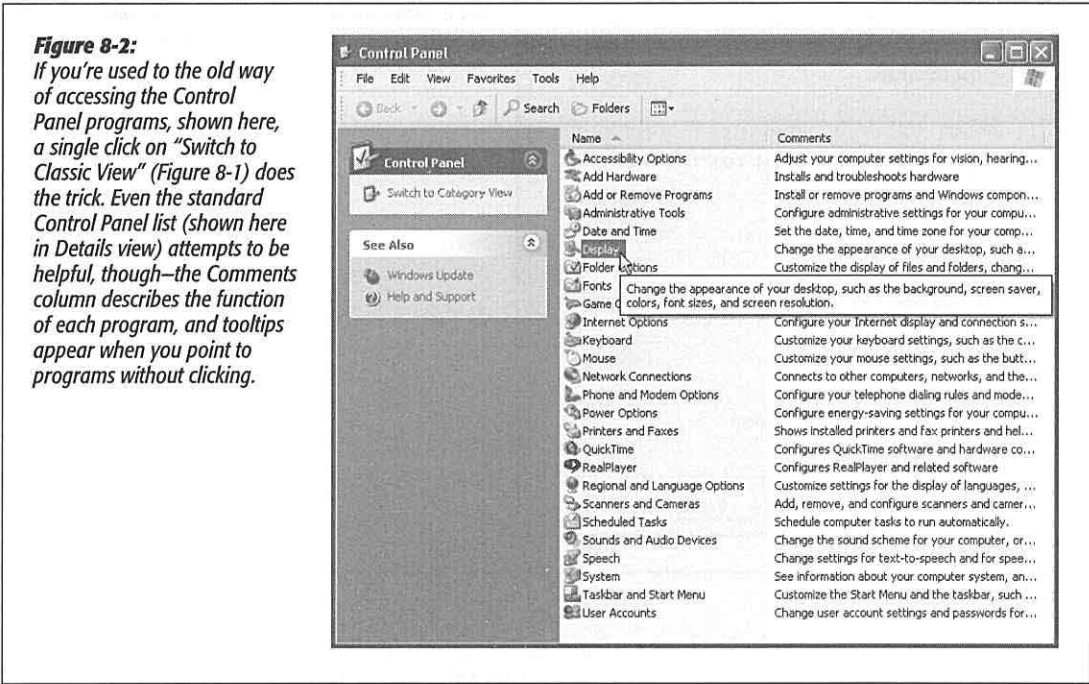 Figure 8-2:
If you're used to the old way
of accessing the Control
Panel programs, shown here,
a single click on "Switch to
Classic View" (Figure 8-1) does
the trick. Even the standard
Control Panel list (shown here
in Details view) attempts to be
helpful, though—the Comments
column describes the function
of each program, and tooltips
appear when you point to
programs without clicking.
Control Panel
File Edit View Favorites Tools Help
Back Search Folders
Control Panel
Switch to Category View
See Also
Windows Update
Help and Support
Name Comments
Accessibility Options Adjust your computer settings for vision, hearing...
Add Hardware Installs and troubleshoots hardware
Add or Remove Programs Install or remove programs and Windows compon...
Administrative Tools Configure administrative settings for your compu...
Date and Time Set the date, time, and time zone for your comp...
Display Change the appearance of your desktop, such a...
Folder Options Customize the display of files and folders, chang...
Fonts Change the appearance of your desktop, such as the background, screen saver,
colors, font sizes, and screen resolution.
Game
Internet Options Configure your Internet display and connection s...
Keyboard Customize your keyboard settings, such as the c...
Mouse Customize your mouse settings, such as the butt...
Network Connections Connects to other computers, networks, and the...
Phone and Modem Options Configure your telephone dialing rules and mode...
Power Options Configure energy-saving settings for your compu...
Printers and Faxes Shows installed printers and fax printers and hel...
QuickTime Configures QuickTime software and hardware co...
RealPlayer Configures RealPlayer and related software
Regional and Language Options Customize settings for the display of languages, ...
Scanners and Cameras Add, remove, and configure scanners and camer...
Scheduled Tasks Schedule computer tasks to run automatically.
Sounds and Audio Devices Change the sound scheme for your computer, or...
Speech Change settings for text-to-speech and for spee...
System See information about your computer system, an...
Taskbar and Start Menu Customize the Start Menu and the taskbar, such ...
User Accounts Change user account settings and passwords for...